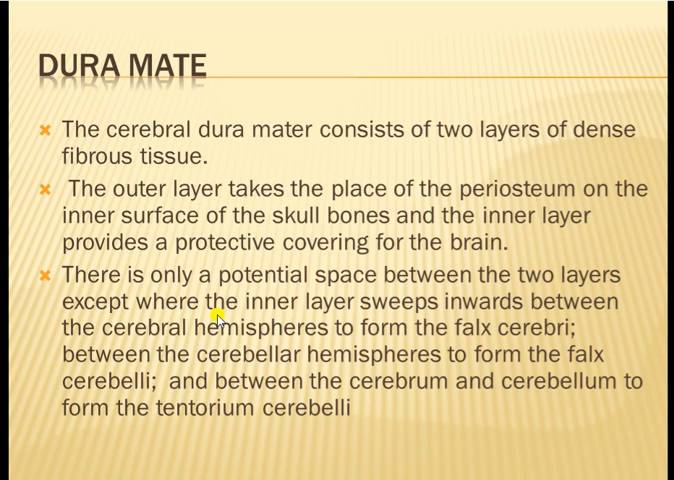 DURA MATE
The cerebral dura mater consists of two layers of dense
fibrous tissue.
The outer layer takes the place of the periosteum on the
inner surface of the skull bones and the inner layer
provides a protective covering for the brain.
There is only a potential space between the two layers
except where the inner layer sweeps inwards between
the cerebral hemispheres to form the falx cerebri;
between the cerebellar hemispheres to form the falx
cerebelli;  and between the cerebrum and cerebellum to
form the tentorium cerebelli